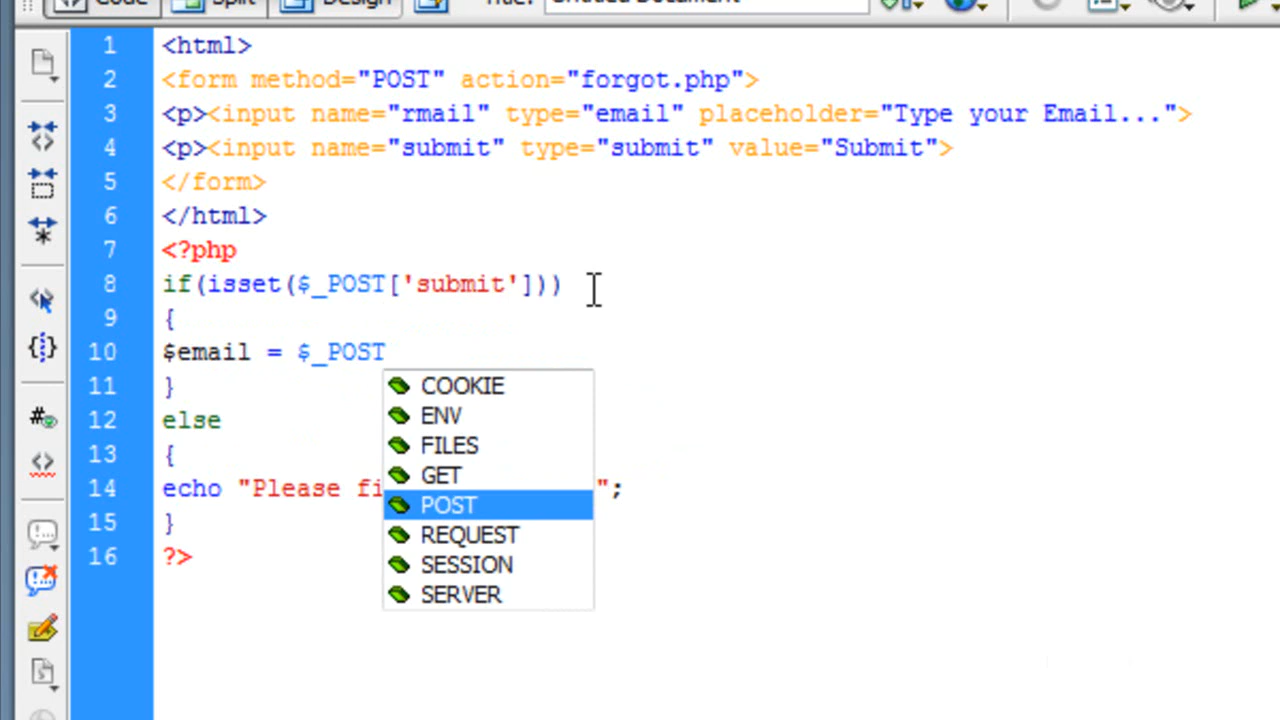 Code Split Design Title: Untitled Document
1 <html>
2 <form method="POST" action="forgot.php">
3 <p><input name="rmail" type="email" placeholder="Type your Email...">
4 <p><input name="submit" type="submit" value="Submit">
5 </form>
6 </html>
7 <?php
8 if(isset($_POST['submit']))
9 {
10 $email = $_POST
11 }
12 else
13 {
14 echo "Please fi ";
15 }
16 ?>
COOKIE
ENV
FILES
GET
POST
REQUEST
SESSION
SERVER